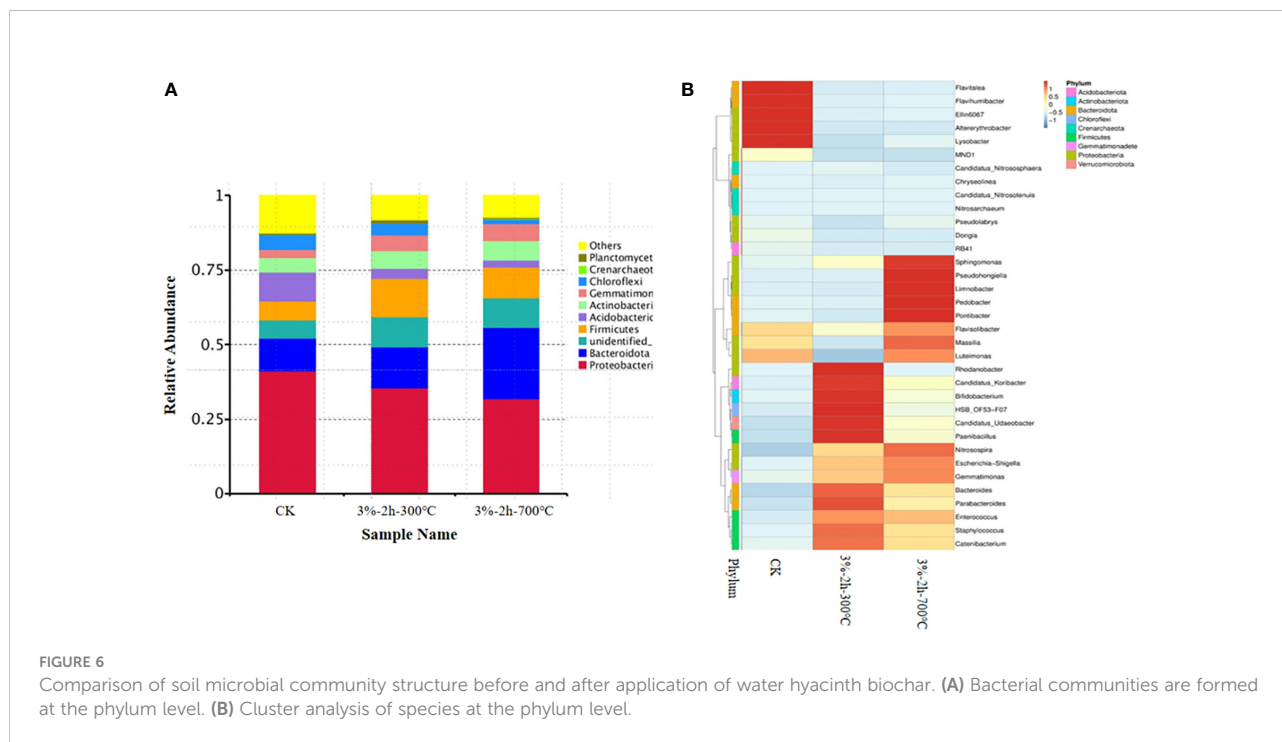 A
1
0.75
0.5
0.25
0
Relative Abundance
CK
3%-2h-300°C
3%-2h-700°C
Sample Name
Others
Planctomycet
Crenarchaeot
Chloroflexi
Gemmatimon
Actinobacteri
Acidobacteric
Firmicutes
unidentified_
Bacteroidota
Proteobacteri
B
Flavitalea
Flavihumibacter
Ellin6067
Altererythrobacter
Lysobacter
MND1
Candidatus_Nitrososphaera
Chryseolinea
Candidatus_Nitrosotenuis
Nitrosarchaeum
Pseudolabrys
Dongia
RB41
Sphingomonas
Pseudohongiella
Limnobacter
Pedobacter
Pontibacter
Flavisolibacter
Massilia
Luteimonas
Rhodanobacter
Candidatus_Koribacter
Bifidobacterium
HSB_OF53-F07
Candidatus_Udaeobacter
Paenibacillus
Nitrosospira
Escherichia-Shigella
Gemmatimonas
Bacteroides
Parabacteroides
Enterococcus
Staphylococcus
Catenibacterium
1
0.5
0
-0.5
-1
Phylum
Acidobacteriota
Actinobacteriota
Bacteroidota
Chloroflexi
Crenarchaeota
Firmicutes
Gemmatimonadete
Proteobacteria
Verrucomicrobiota
Phylum
CK
3%-2h-300°C
3%-2h-700°C
FIGURE 6
Comparison of soil microbial community structure before and after application of water hyacinth biochar. (A) Bacterial communities are formed
at the phylum level. (B) Cluster analysis of species at the phylum level.